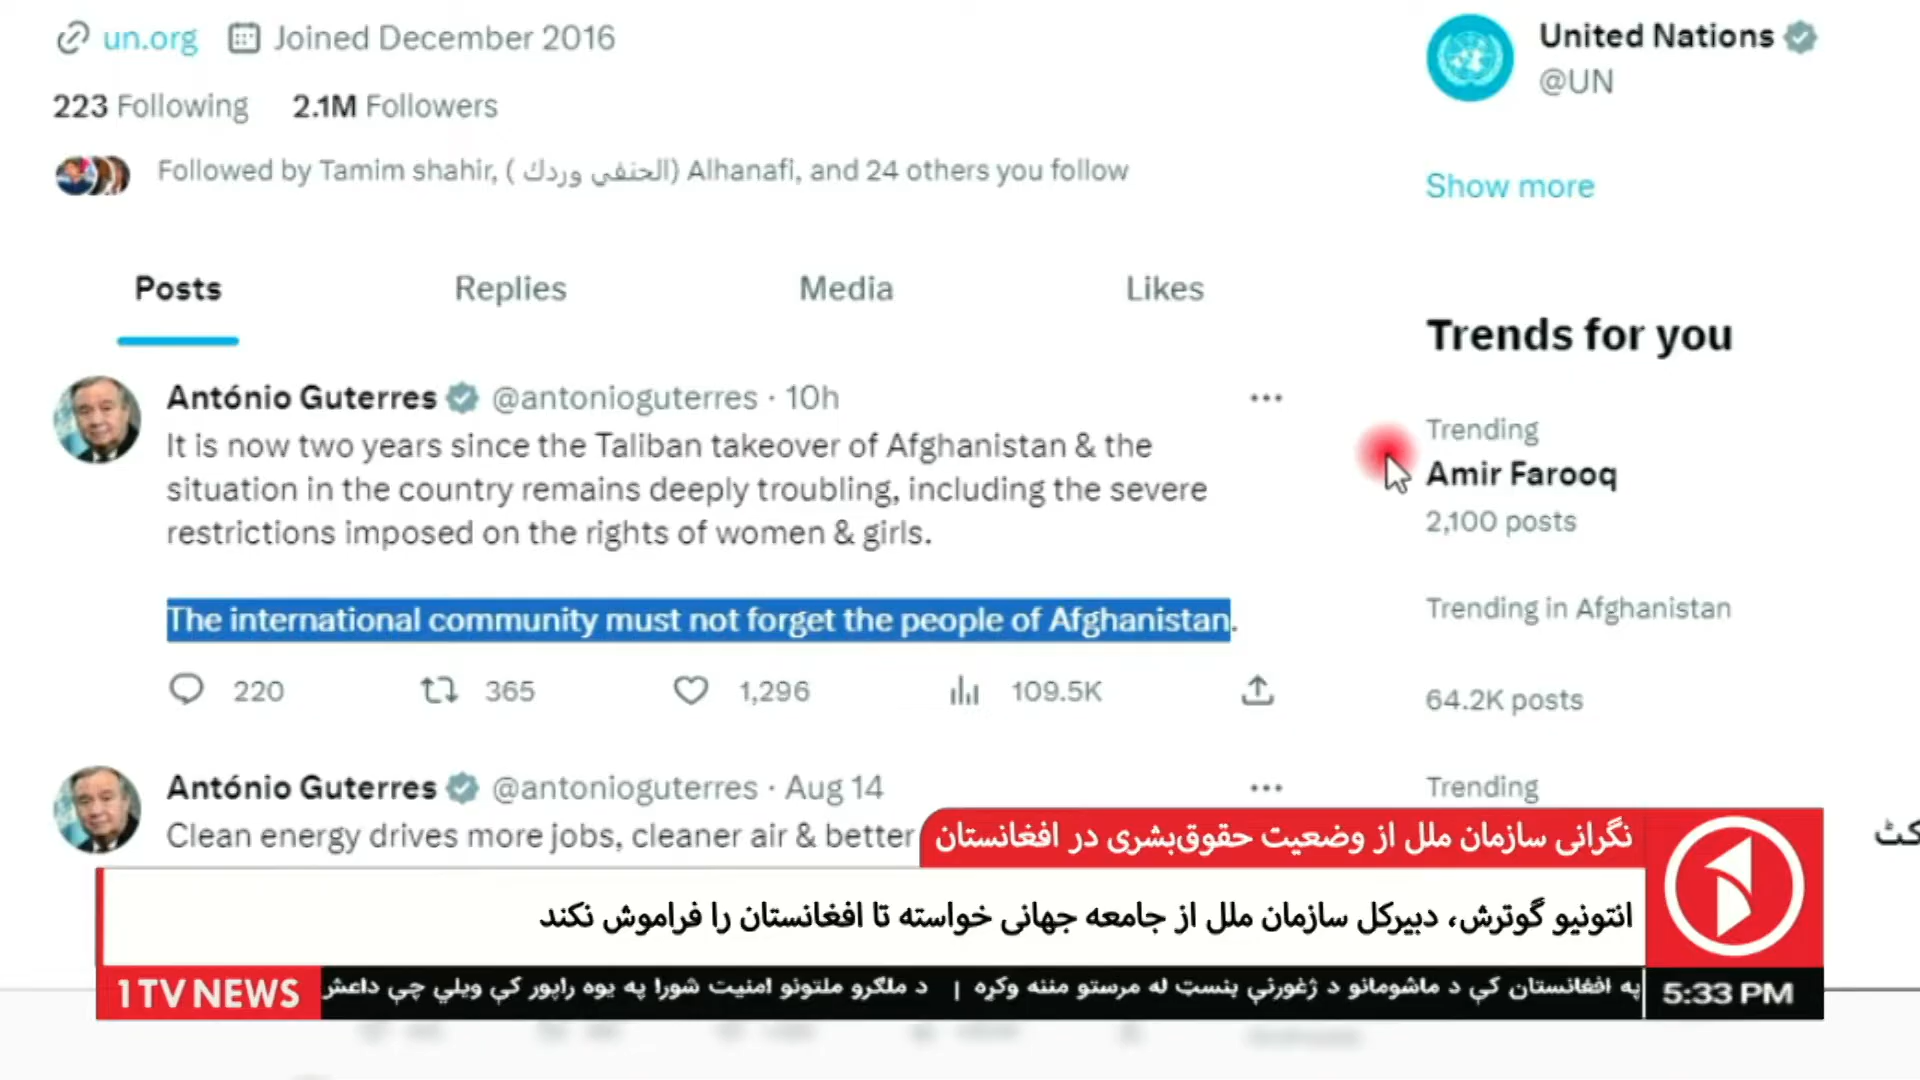 un.org Joined December 2016
223 Following 2.1M Followers
Followed by Tamim shahir, ( الحنفي وردك) Alhanafi, and 24 others you follow
Posts Replies Media Likes
António Guterres @antonioguterres · 10h
It is now two years since the Taliban takeover of Afghanistan & the
situation in the country remains deeply troubling, including the severe
restrictions imposed on the rights of women & girls.
The international community must not forget the people of Afghanistan.
220 365 1,296 109.5K
António Guterres @antonioguterres · Aug 14
Clean energy drives more jobs, cleaner air & better
United Nations
@UN
Show more
Trends for you
Trending
Amir Farooq
2,100 posts
Trending in Afghanistan
64.2K posts
Trending
نگرانی سازمان ملل از وضعیت حقوق‌بشری در افغانستان
انتونیو گوترش، دبیرکل سازمان ملل از جامعه جهانی خواسته تا افغانستان را فراموش نکند
1TV NEWS
په افغانستان کې د ماشومانو د ژغورنې بنسټ له مرستو مننه وکړه | د ملګرو ملتونو امنیت شورا په یوه راپور کې ویلي چې داعش
5:33 PM